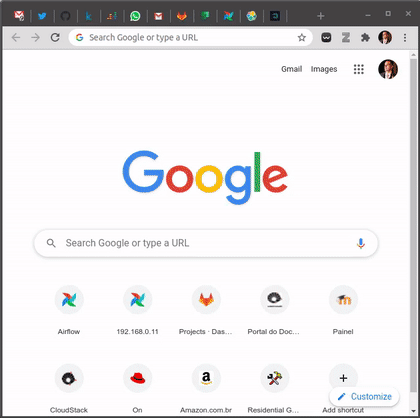 Search Google or type a URL
Gmail Images
Google
Search Google or type a URL
Airflow 192.168.0.11 Projects · Das... Portal do Doc... Painel
CloudStack On Amazon.com.br Residential G... Add shortcut
Customize